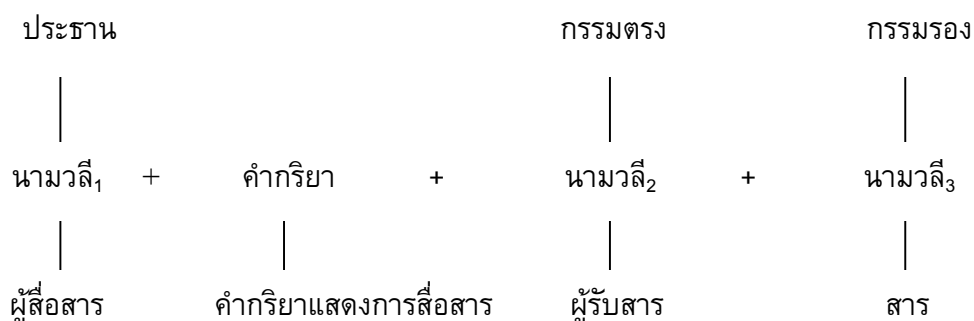 ประธาน กรรมตรง กรรมรอง
นามวลี₁ + คำกริยา + นามวลี₂ + นามวลี₃
ผู้สื่อสาร คำกริยาแสดงการสื่อสาร ผู้รับสาร สาร